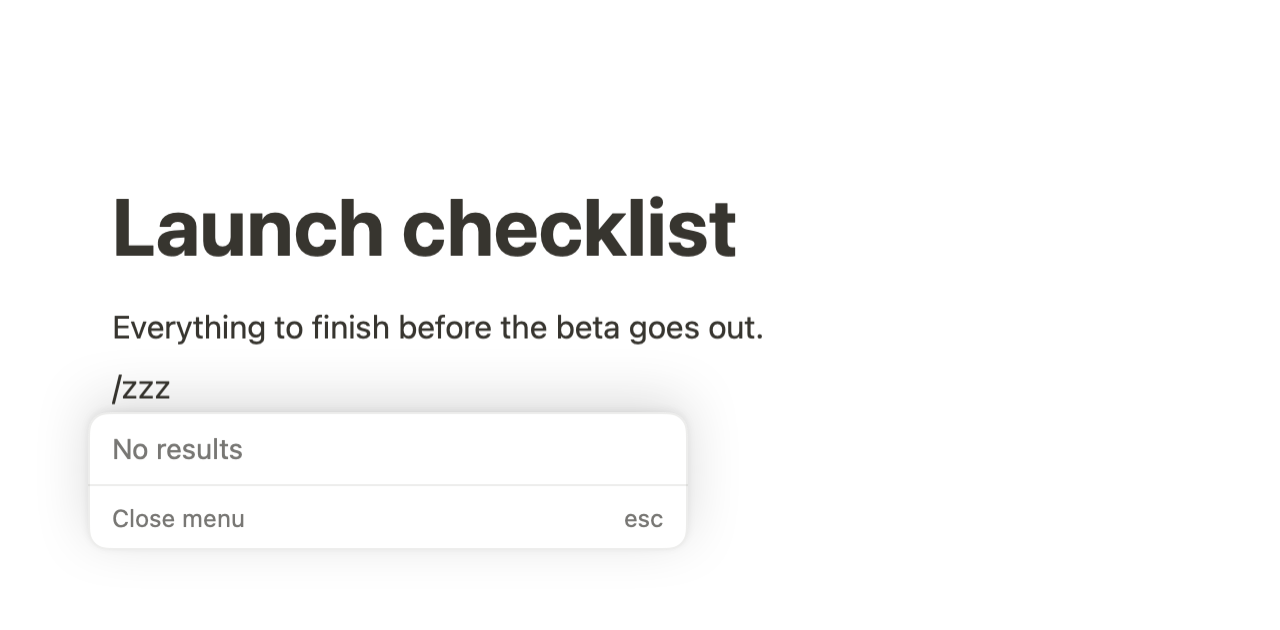 Launch checklist
Everything to finish before the beta goes out.
/zzz
No results
Close menu esc